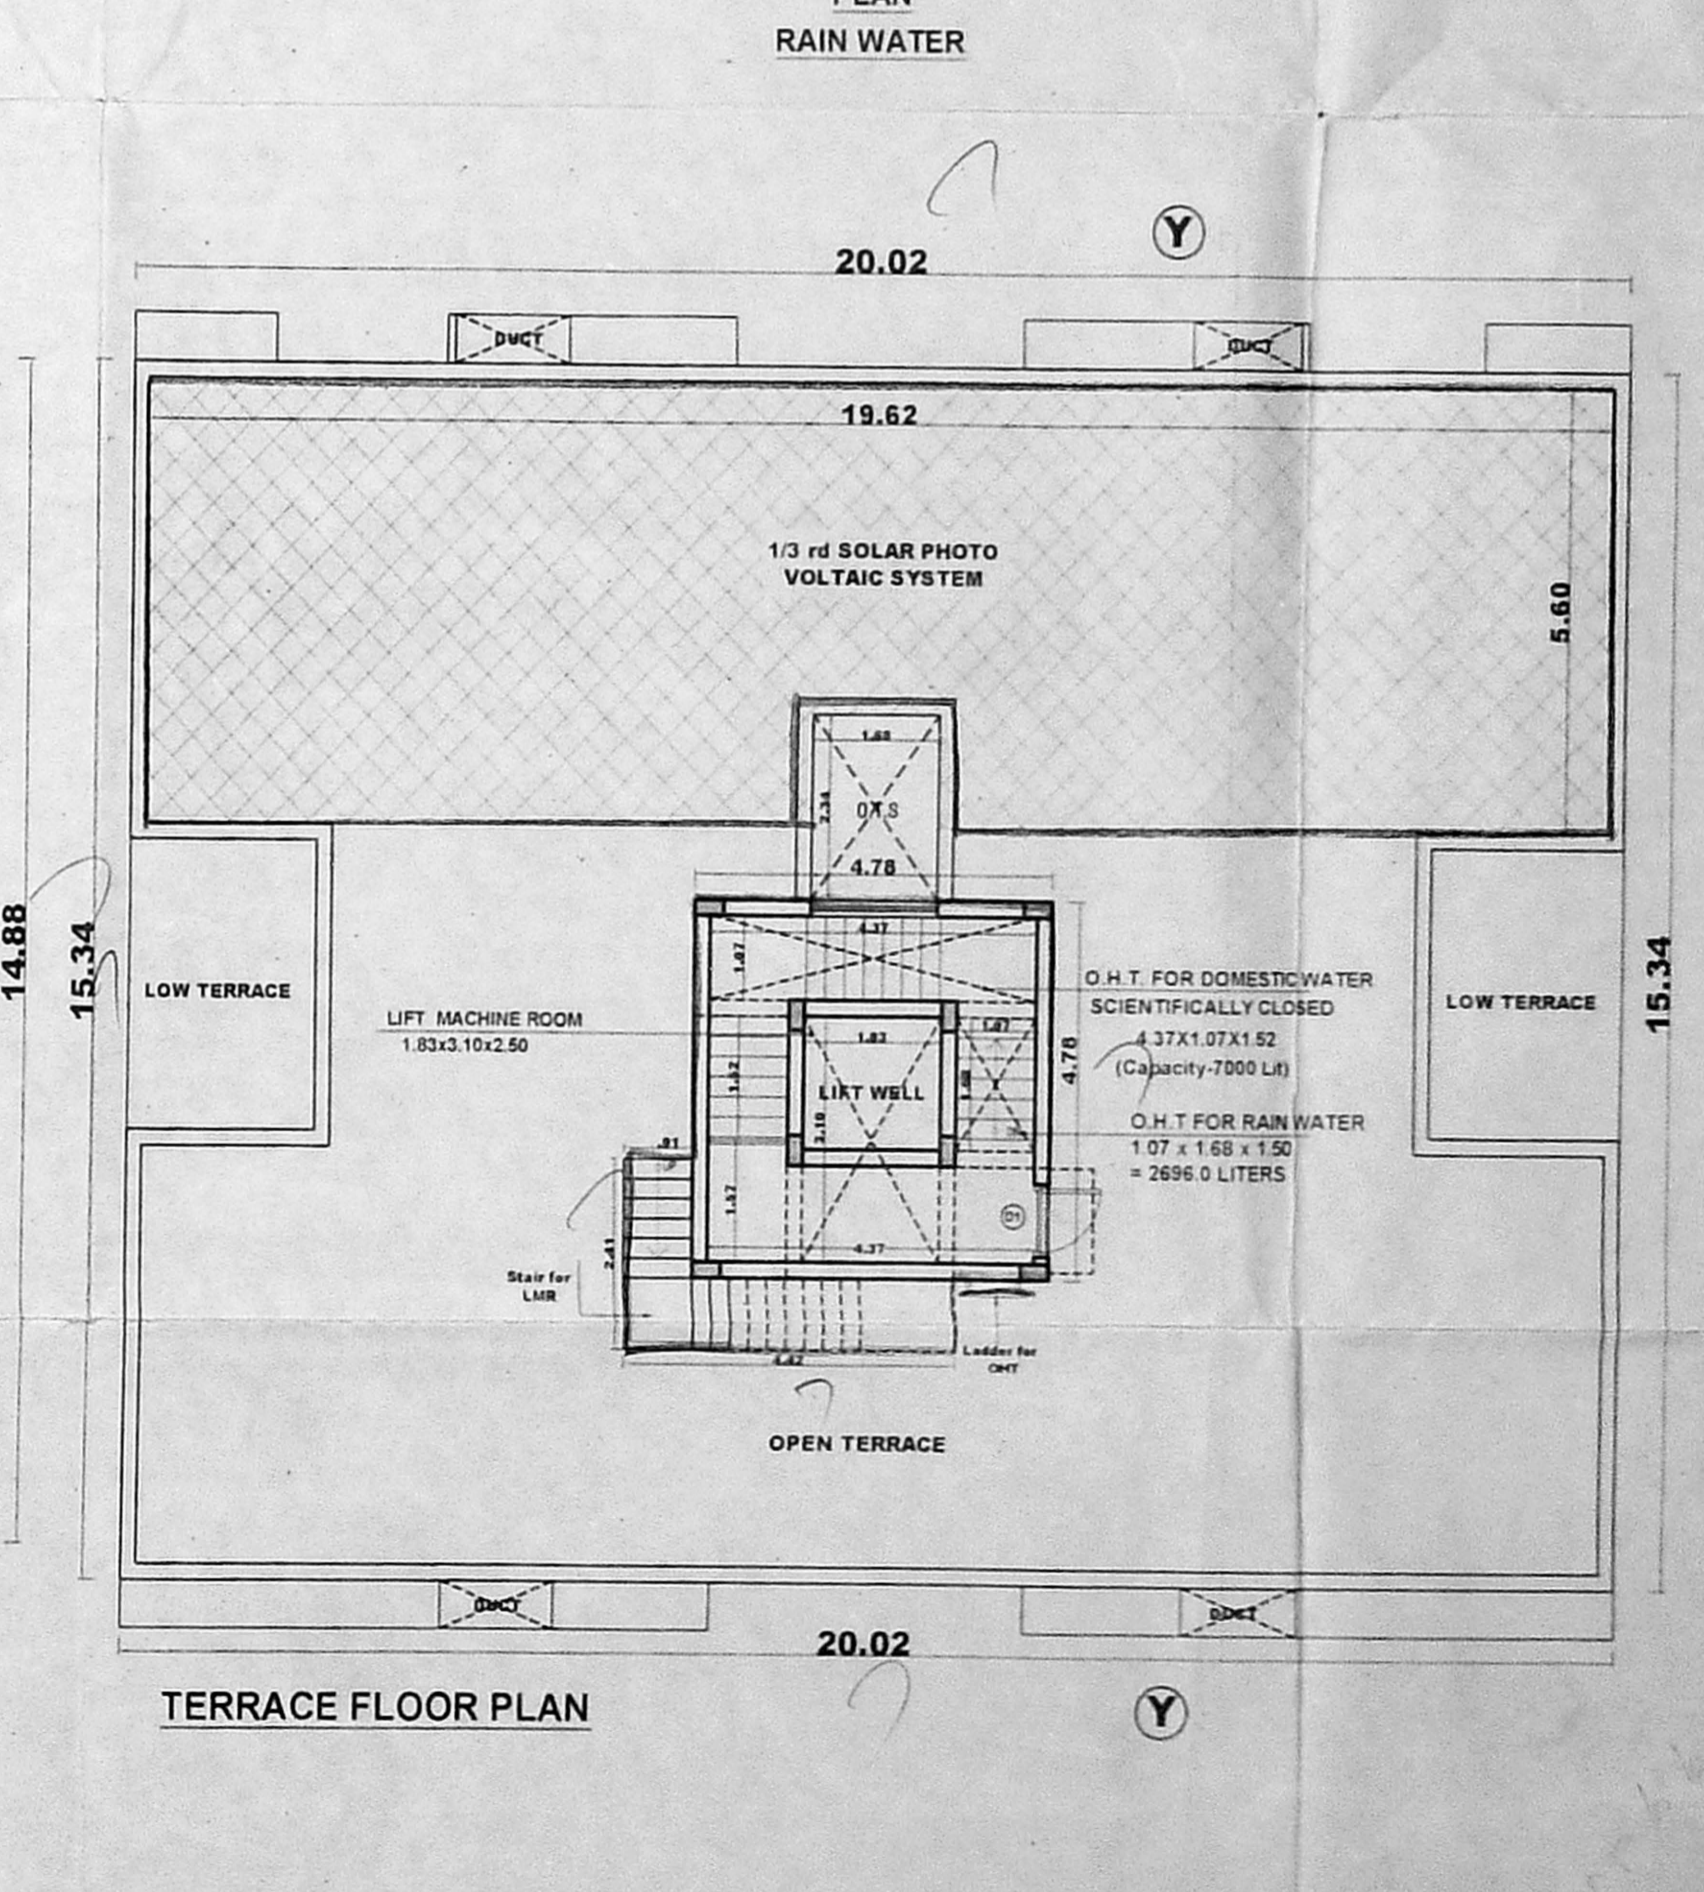 PLAN
RAIN WATER
Y
20.02
DUCT
DUCT
19.62
1/3 rd SOLAR PHOTO
VOLTAIC SYSTEM
5.60
1.68
2.34
O.T.S
4.78
4.37
1.07
14.88
15.34
LOW TERRACE
LIFT MACHINE ROOM
1.83x3.10x2.50
1.83
LIFT WELL
3.10
1.07
1.68
4.78
O.H.T. FOR DOMESTIC WATER
SCIENTIFICALLY CLOSED
4.37X1.07X1.52
(Capacity-7000 Lit)
O.H.T FOR RAIN WATER
1.07 x 1.68 x 1.50
= 2696.0 LITERS
LOW TERRACE
15.34
.91
D1
4.37
2.41
Stair for
LMR
4.42
Ladder for
OHT
OPEN TERRACE
DUCT
DUCT
20.02
TERRACE FLOOR PLAN
Y